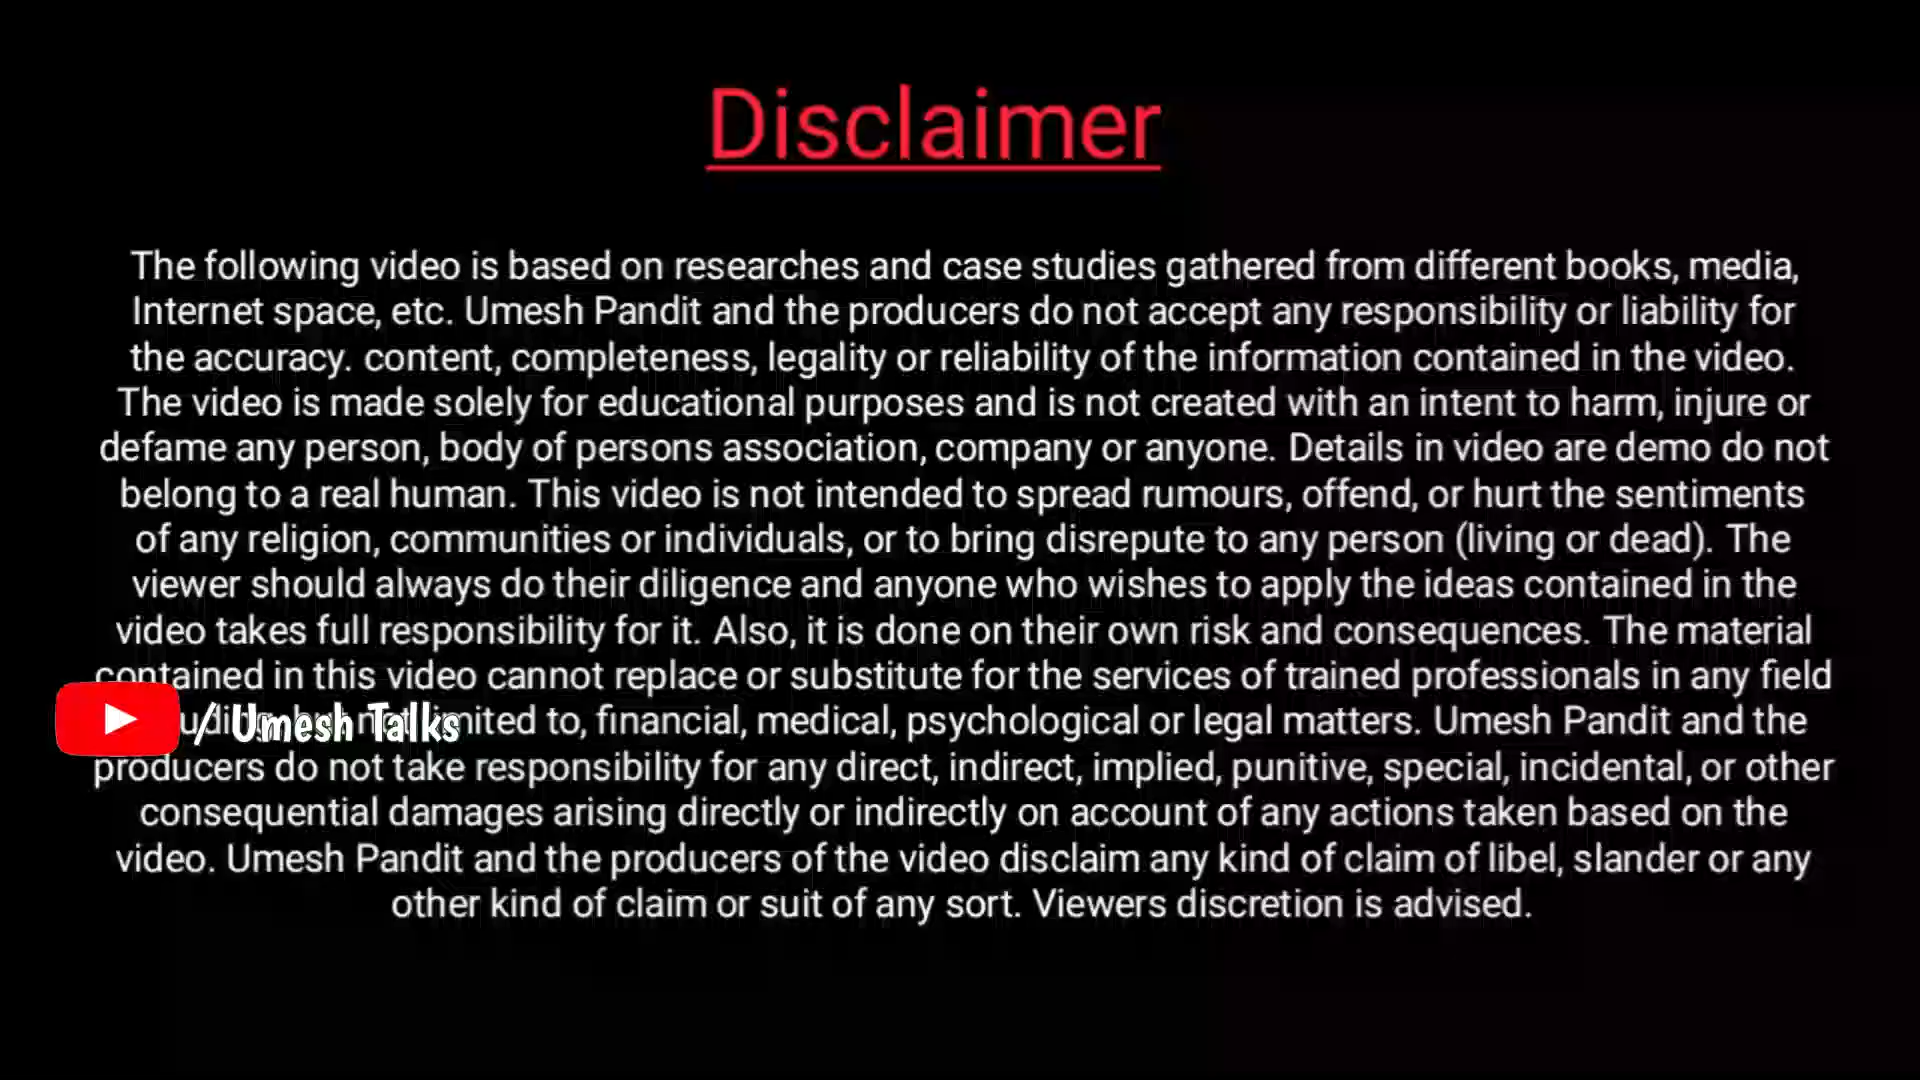 Disclaimer
The following video is based on researches and case studies gathered from different books, media,
Internet space, etc. Umesh Pandit and the producers do not accept any responsibility or liability for
the accuracy. content, completeness, legality or reliability of the information contained in the video.
The video is made solely for educational purposes and is not created with an intent to harm, injure or
defame any person, body of persons association, company or anyone. Details in video are demo do not
belong to a real human. This video is not intended to spread rumours, offend, or hurt the sentiments
of any religion, communities or individuals, or to bring disrepute to any person (living or dead). The
viewer should always do their diligence and anyone who wishes to apply the ideas contained in the
video takes full responsibility for it. Also, it is done on their own risk and consequences. The material
contained in this video cannot replace or substitute for the services of trained professionals in any field
/ Umesh Talks
to, financial, medical, psychological or legal matters. Umesh Pandit and the
producers do not take responsibility for any direct, indirect, implied, punitive, special, incidental, or other
consequential damages arising directly or indirectly on account of any actions taken based on the
video. Umesh Pandit and the producers of the video disclaim any kind of claim of libel, slander or any
other kind of claim or suit of any sort. Viewers discretion is advised.